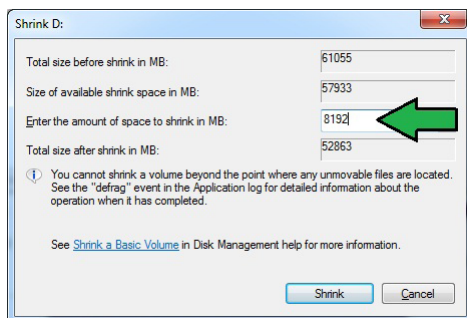 Shrink D:
Total size before shrink in MB: 61055
Size of available shrink space in MB: 57933
Enter the amount of space to shrink in MB: 8192
Total size after shrink in MB: 52863
You cannot shrink a volume beyond the point where any unmovable files are located.
See the "defrag" event in the Application log for detailed information about the
operation when it has completed.
See Shrink a Basic Volume in Disk Management help for more information.
Shrink Cancel